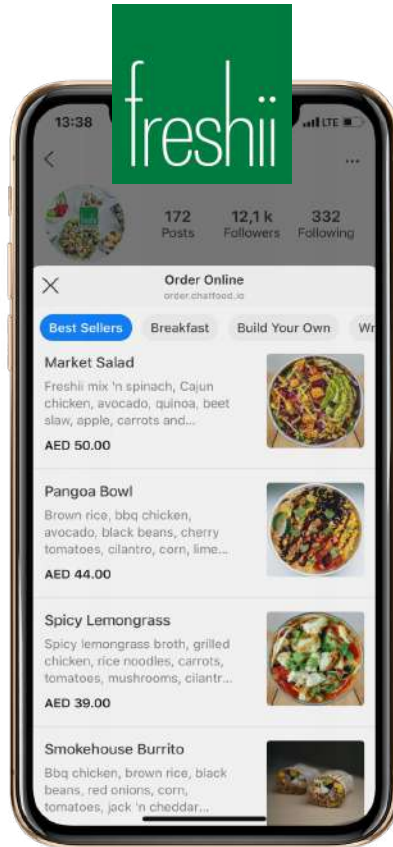 freshii
13:38
LTE
172
12,1 k
332
Posts
Followers
Following
Order Online
order.chatfood.io
Best Sellers
Breakfast
Build Your Own
Wr
Market Salad
Freshii mix 'n spinach, Cajun
chicken, avocado, quinoa, beet
slaw, apple, carrots and...
AED 50.00
Pangoa Bowl
Brown rice, bbq chicken,
avocado, black beans, cherry
tomatoes, cilantro, corn, lime...
AED 44.00
Spicy Lemongrass
Spicy lemongrass broth, grilled
chicken, rice noodles, carrots,
tomatoes, mushrooms, cilantr...
AED 39.00
Smokehouse Burrito
Bbq chicken, brown rice, black
beans, red onions, corn,
tomatoes, jack 'n cheddar...